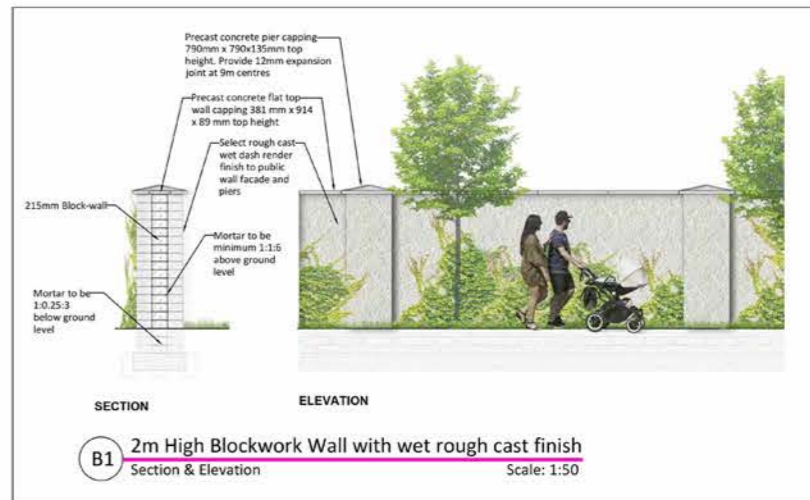 Precast concrete pier capping
790mm x 790x135mm top
height. Provide 12mm expansion
joint at 9m centres
Precast concrete flat top
wall capping 381 mm x 914
x 89 mm top height
Select rough cast
wet dash render
finish to public
wall facade and
piers
215mm Block-wall
Mortar to be
minimum 1:1:6
above ground
level
Mortar to be
1:0.25:3
below ground
level
SECTION
ELEVATION
B1
2m High Blockwork Wall with wet rough cast finish
Section & Elevation
Scale: 1:50